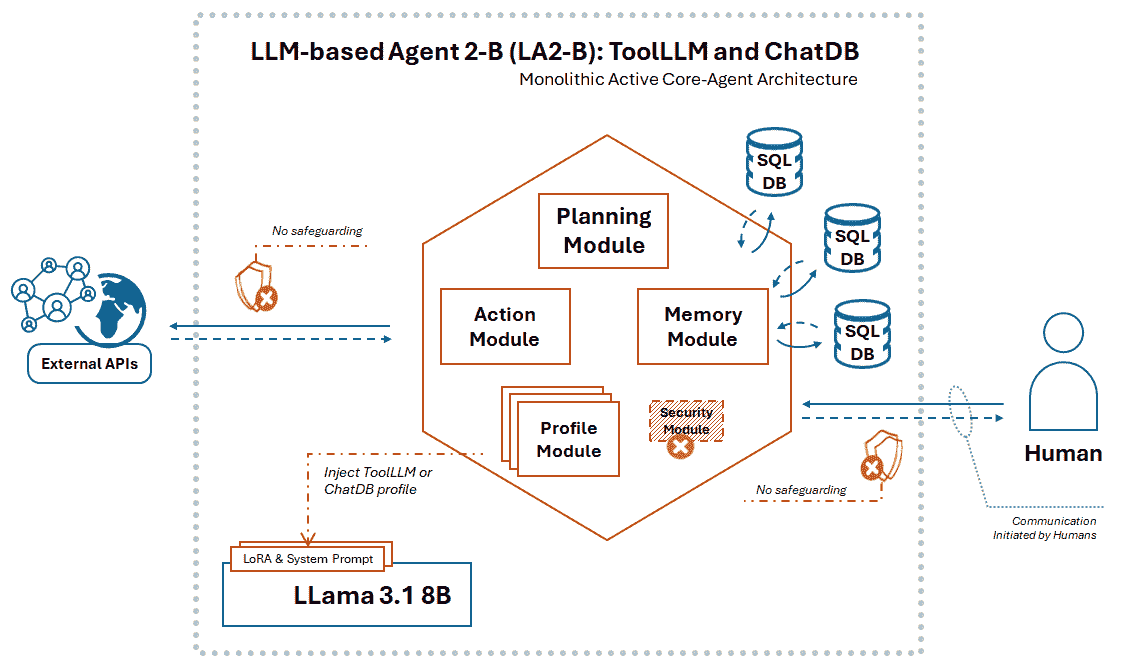 LLM-based Agent 2-B (LA2-B): ToolLLM and ChatDB
Monolithic Active Core-Agent Architecture
SQL
DB
Planning
Module
SQL
DB
No safeguarding
Action
Module
Memory
Module
SQL
DB
External APIs
Profile
Module
Security
Module
Human
Inject ToolLLM or
ChatDB profile
No safeguarding
Communication
Initiated by Humans
LoRA & System Prompt
LLama 3.1 8B